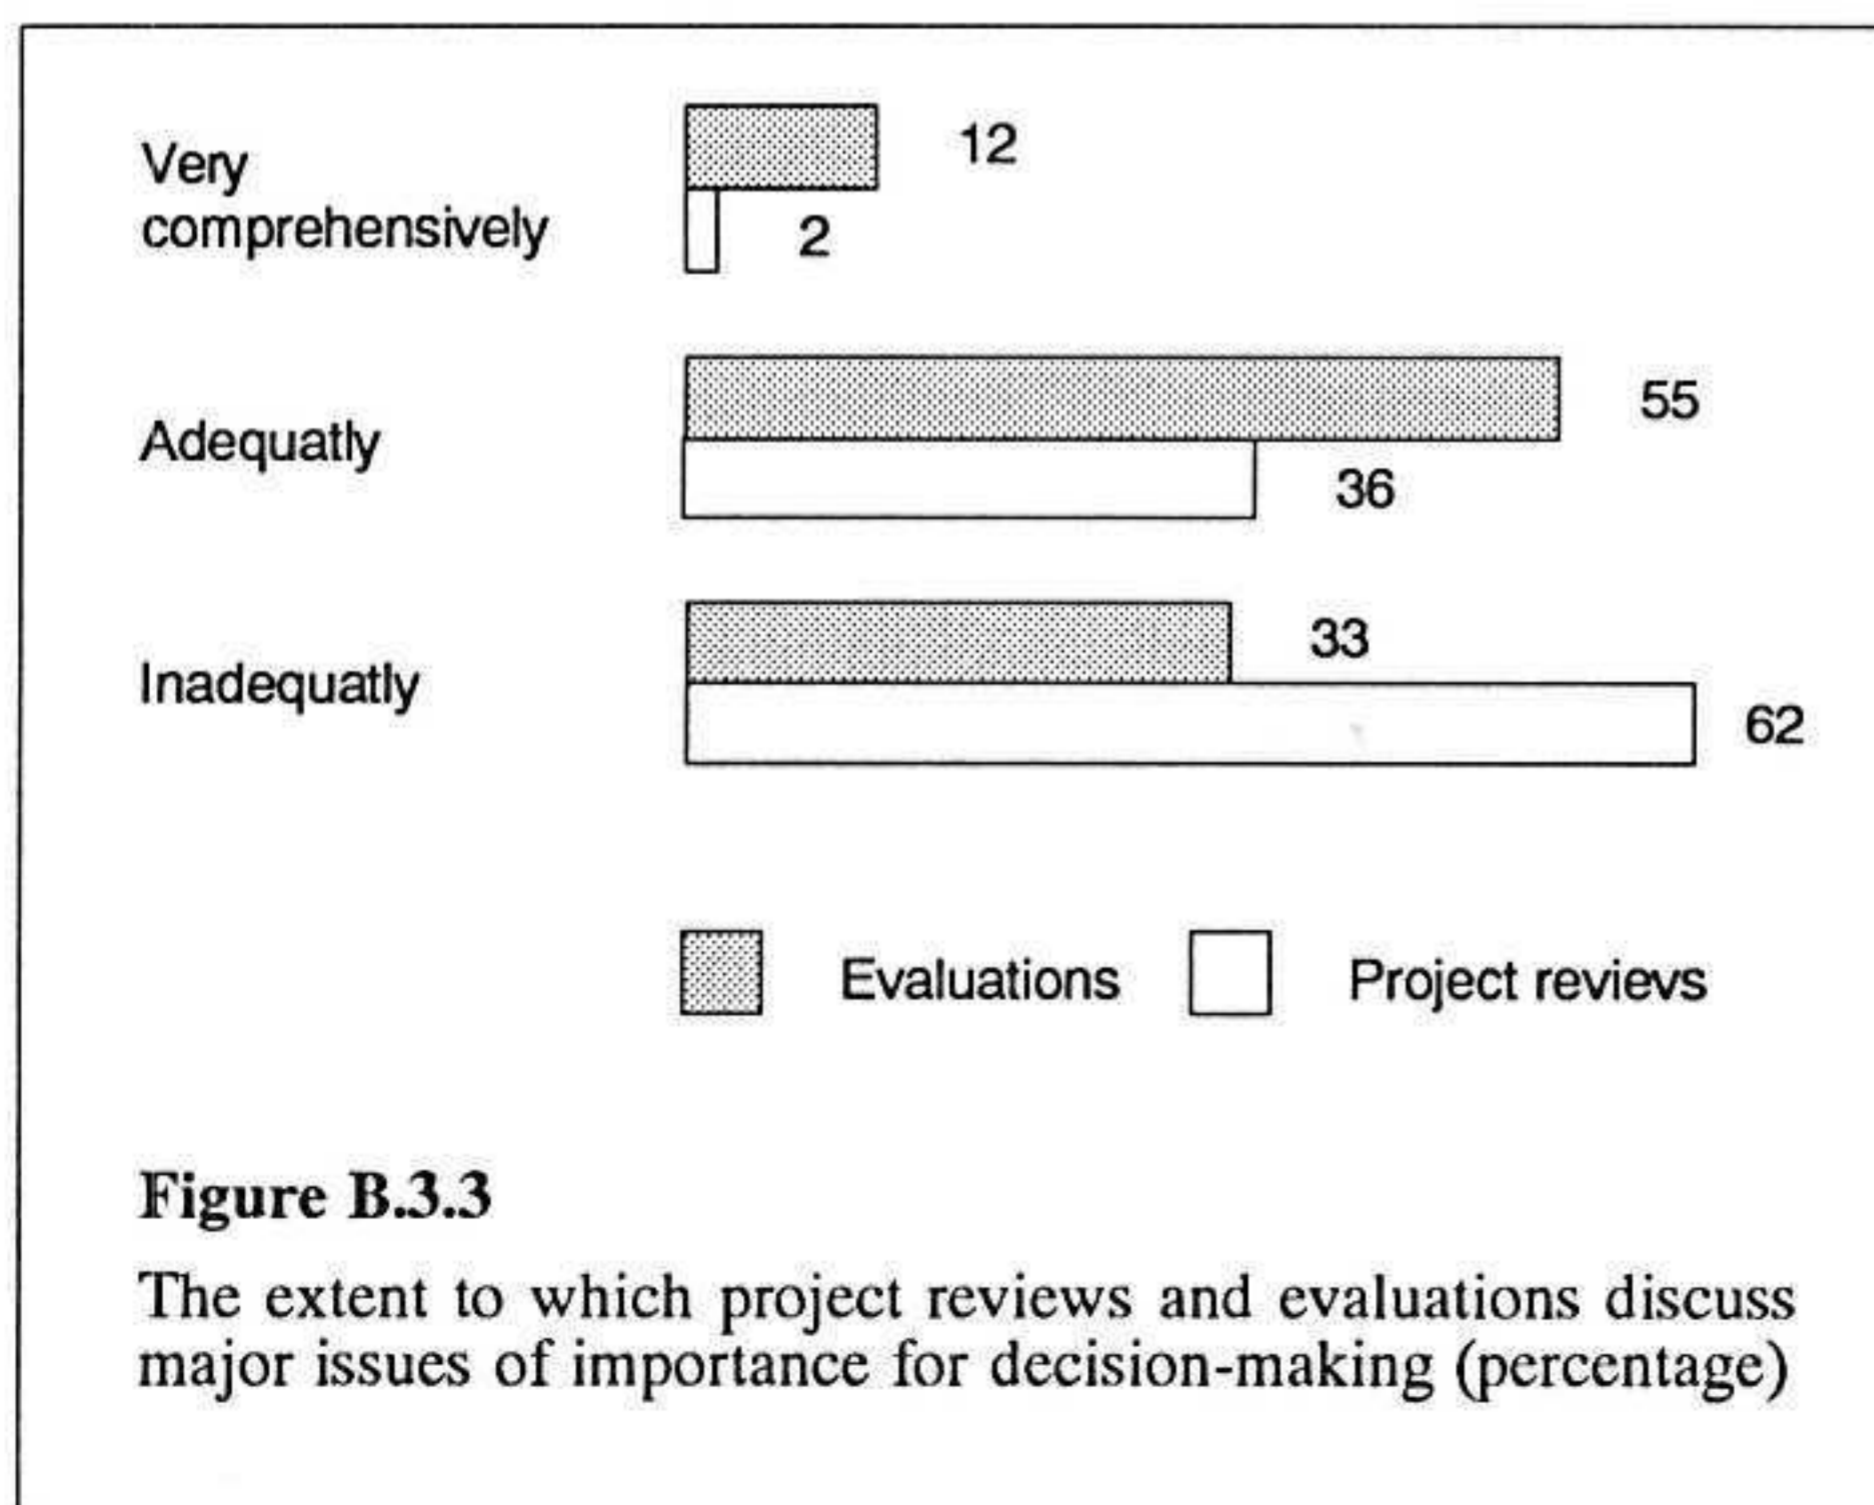 Very
comprehensively
12
2
Adequatly
55
36
Inadequatly
33
62
Evaluations
Project revievs
Figure B.3.3
The extent to which project reviews and evaluations discuss
major issues of importance for decision-making (percentage)